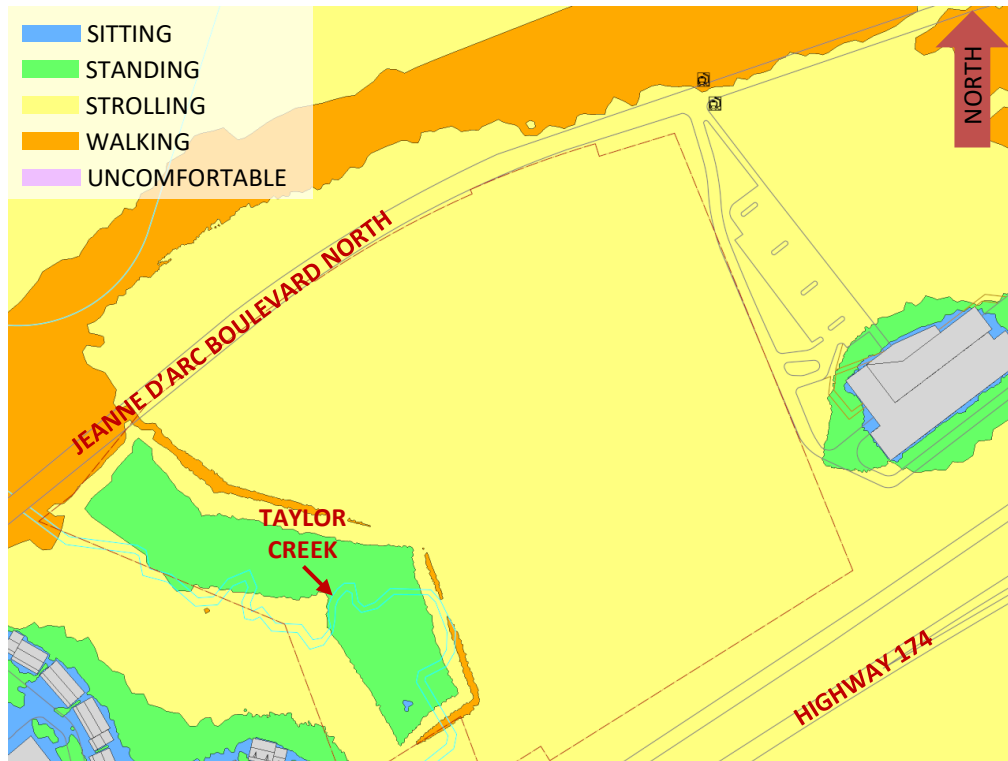 SITTING
STANDING
STROLLING
WALKING
UNCOMFORTABLE
NORTH
JEANNE D'ARC BOULEVARD NORTH
TAYLOR
CREEK
HIGHWAY 174